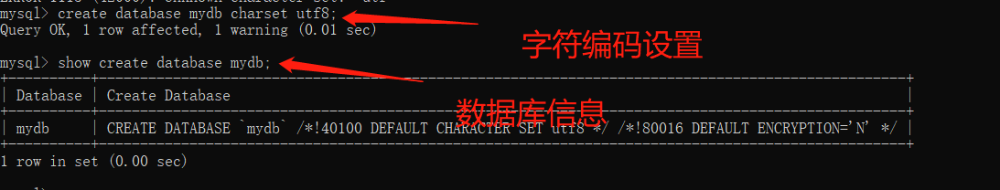 mysql> create database mydb charset utf8;
Query OK, 1 row affected, 1 warning (0.01 sec)
字符编码设置
mysql> show create database mydb;
+----------+---------------------------------------------------------------------------------------------+
| Database | Create Database |
数据库信息
+----------+---------------------------------------------------------------------------------------------+
| mydb | CREATE DATABASE `mydb` /*!40100 DEFAULT CHARACTER SET utf8 */ /*!80016 DEFAULT ENCRYPTION='N' */ |
+----------+---------------------------------------------------------------------------------------------+
1 row in set (0.00 sec)